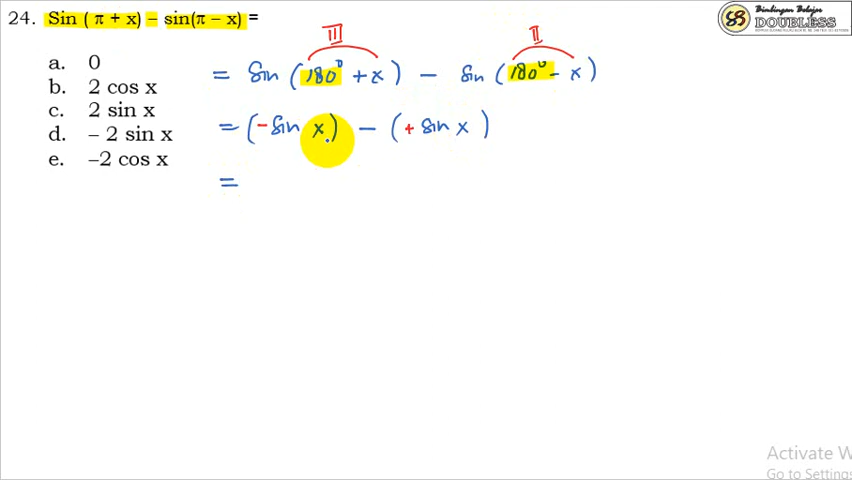 24. Sin ( π + x) – sin(π – x) =
a. 0
b. 2 cos x
c. 2 sin x
d. – 2 sin x
e. –2 cos x
III II
= Sin (180° + x) – Sin (180° – x)
= (– Sin x) – (+ Sin x)
=
Bimbingan Belajar
DOUBLESS
Activate W
Go to Settings